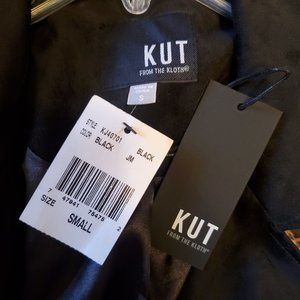 KUT
FROM THE KLOTH®
S
STYLE KJ40701
COLOR BLACK BLACK
JM
7 47941 75475 2
SIZE SMALL
KUT
FROM THE KLOTH®